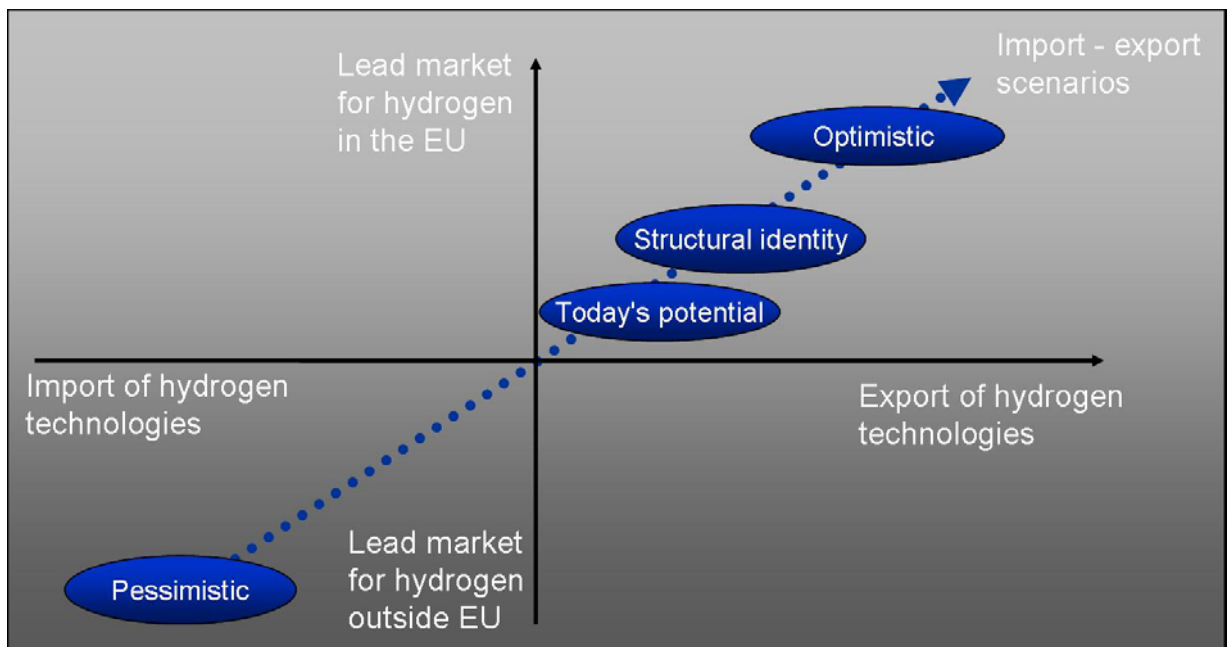 Lead market
for hydrogen
in the EU
Import - export
scenarios
Optimistic
Structural identity
Today's potential
Import of hydrogen
technologies
Export of hydrogen
technologies
Lead market
for hydrogen
outside EU
Pessimistic